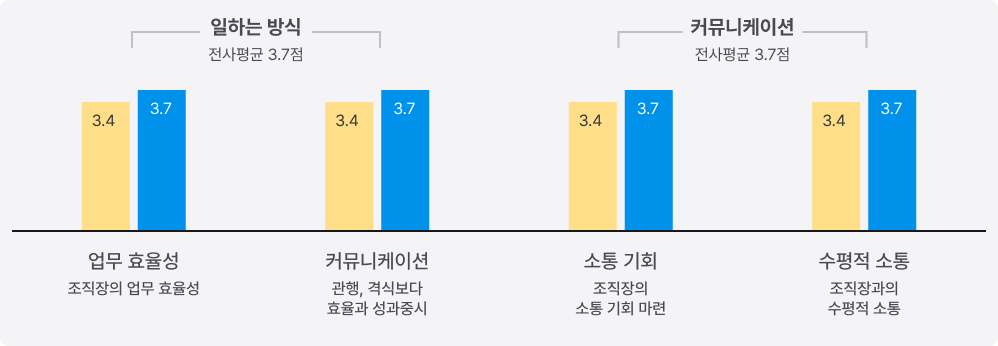 일하는 방식
전사평균 3.7점
커뮤니케이션
전사평균 3.7점
3.4
3.7
3.4
3.7
3.4
3.7
3.4
3.7
업무 효율성
조직장의 업무 효율성
커뮤니케이션
관행, 격식보다
효율과 성과중시
소통 기회
조직장의
소통 기회 마련
수평적 소통
조직장과의
수평적 소통